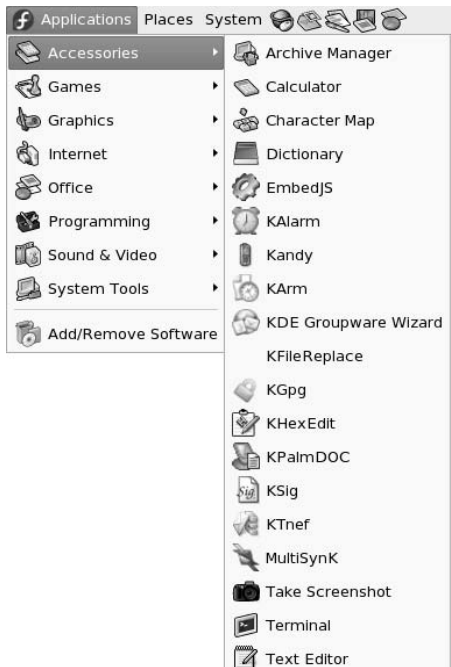 Applications Places System
Accessories
Games
Graphics
Internet
Office
Programming
Sound & Video
System Tools
Add/Remove Software
Archive Manager
Calculator
Character Map
Dictionary
EmbedJS
KAlarm
Kandy
KArm
KDE Groupware Wizard
KFileReplace
KGpg
KHexEdit
KPalmDOC
Sig
KSig
KTnef
MultiSynK
Take Screenshot
Terminal
Text Editor